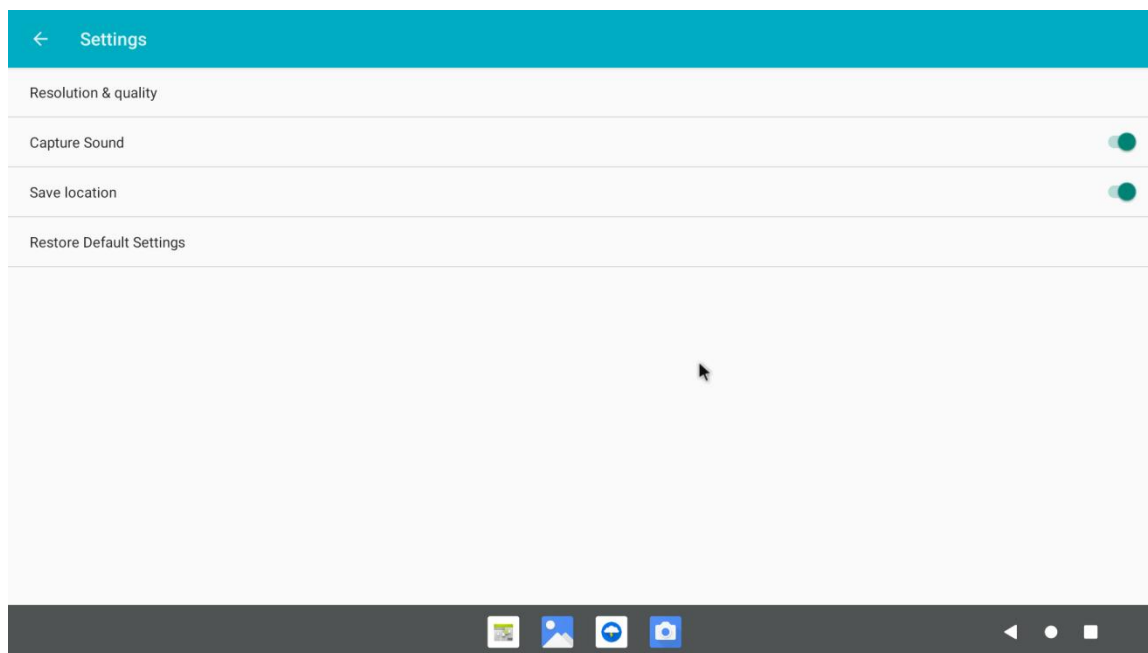 Settings
Resolution & quality
Capture Sound
Save location
Restore Default Settings